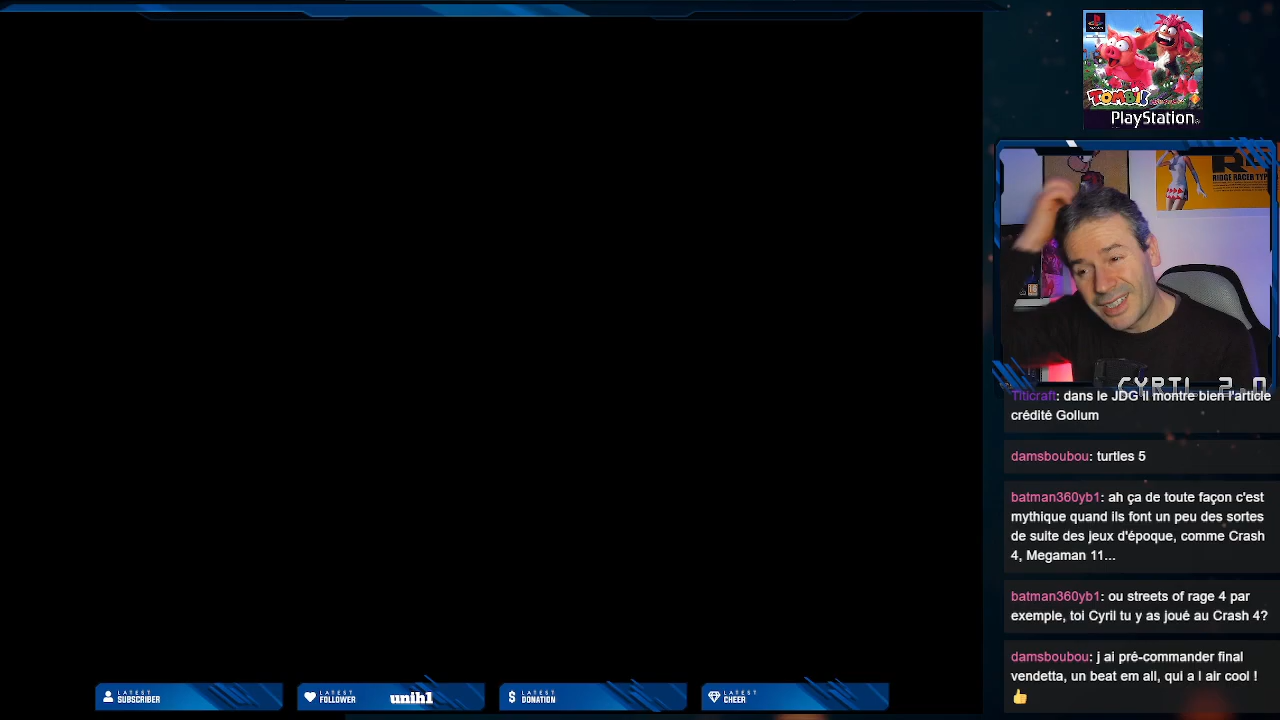 TOMBI!
PlayStation
RIDGE RACER TYPE
CYRIL 2.0
Titicraft: dans le JDG il montre bien l'article
crédité Gollum
damsboubou: turtles 5
batman360yb1: ah ça de toute façon c'est
mythique quand ils font un peu des sortes
de suite des jeux d'époque, comme Crash
4, Megaman 11...
batman360yb1: ou streets of rage 4 par
exemple, toi Cyril tu y as joué au Crash 4?
damsboubou: j ai pré-commander final
vendetta, un beat em all, qui a l air cool !
LATEST
SUBSCRIBER
LATEST
FOLLOWER
unih1
LATEST
DONATION
LATEST
CHEER